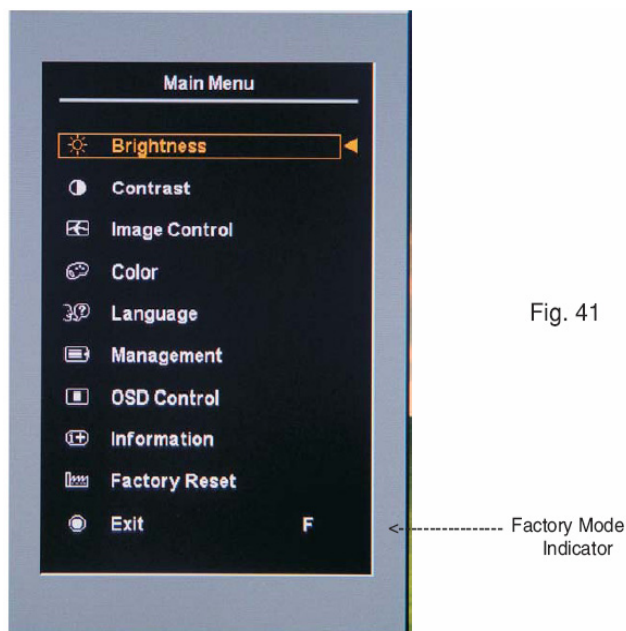 Main Menu
Brightness
Contrast
Image Control
Color
Language
Management
OSD Control
Information
Factory Reset
Exit F
Fig. 41
Factory Mode
Indicator